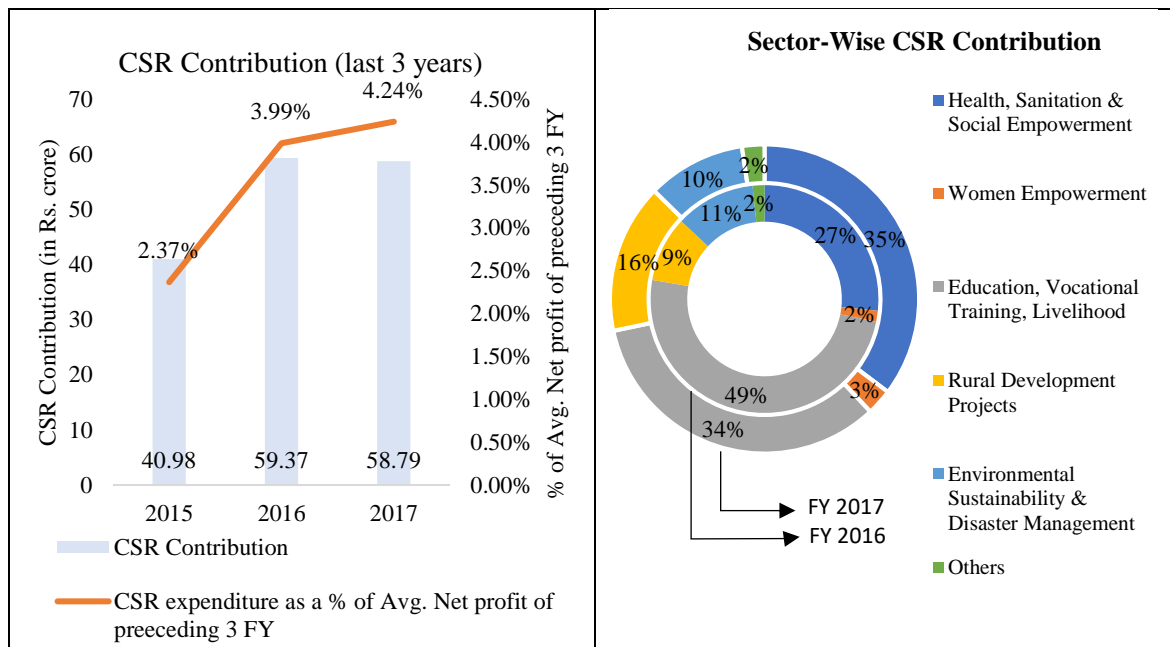 CSR Contribution (last 3 years)
CSR Contribution (in Rs. crore)
70
60
50
40
30
20
10
0
2.37%
3.99%
4.24%
40.98
59.37
58.79
2015
2016
2017
4.50%
4.00%
3.50%
3.00%
2.50%
2.00%
1.50%
1.00%
0.50%
0.00%
% of Avg. Net profit of preceding 3 FY
CSR Contribution
CSR expenditure as a % of Avg. Net profit of
preeceding 3 FY
Sector-Wise CSR Contribution
2%
10%
2%
11%
27%
35%
16%
9%
2%
3%
49%
34%
FY 2017
FY 2016
Health, Sanitation &
Social Empowerment
Women Empowerment
Education, Vocational
Training, Livelihood
Rural Development
Projects
Environmental
Sustainability &
Disaster Management
Others